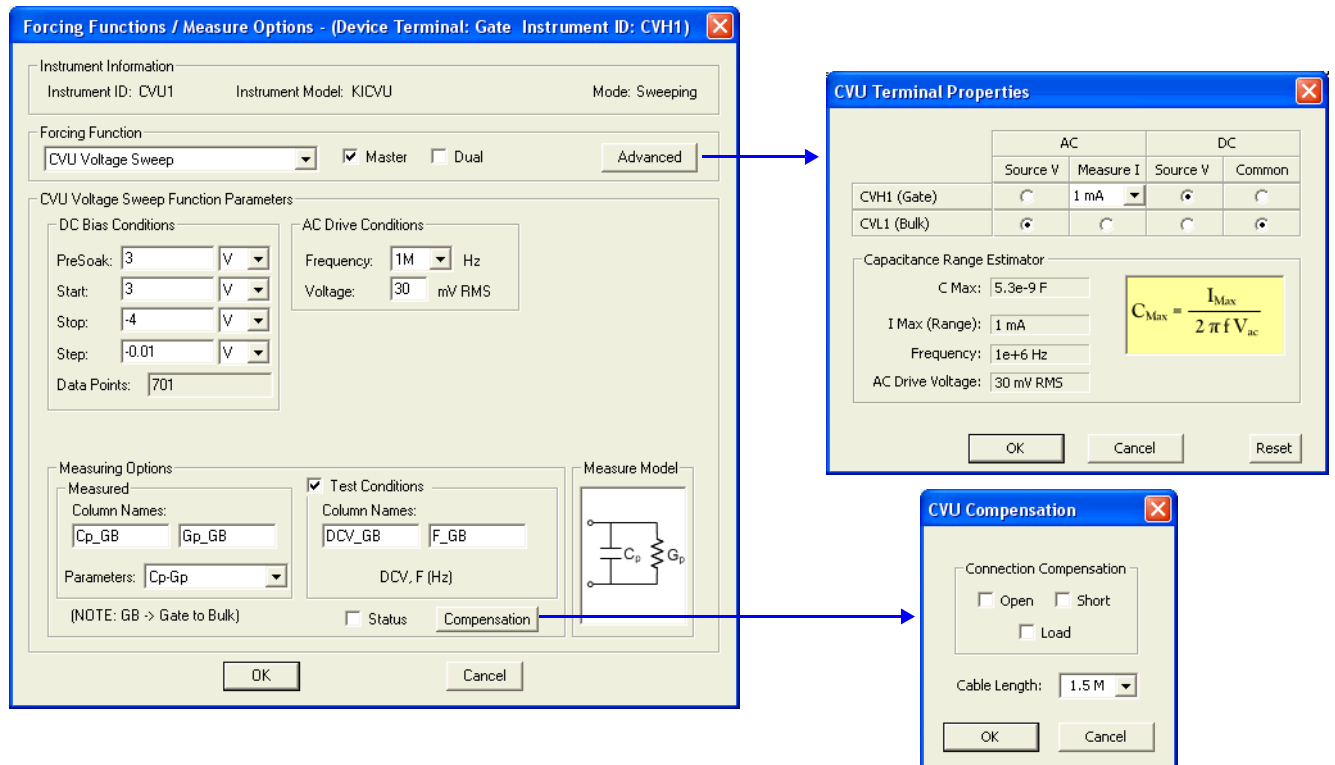 Forcing Functions / Measure Options - (Device Terminal: Gate Instrument ID: CVH1)
Instrument Information
Instrument ID: CVU1 Instrument Model: KICVU Mode: Sweeping
Forcing Function
CVU Voltage Sweep Master Dual Advanced
CVU Voltage Sweep Function Parameters
DC Bias Conditions
PreSoak: 3 V
Start: 3 V
Stop: -4 V
Step: -0.01 V
Data Points: 701
AC Drive Conditions
Frequency: 1M Hz
Voltage: 30 mV RMS
Measuring Options
Measured
Column Names:
Cp_GB Gp_GB
Parameters: Cp-Gp
(NOTE: GB -> Gate to Bulk)
Test Conditions
Column Names:
DCV_GB F_GB
DCV, F (Hz)
Status Compensation
Measure Model
Cp Gp
OK Cancel
CVU Terminal Properties
AC DC
Source V Measure I Source V Common
CVH1 (Gate) 1 mA
CVL1 (Bulk)
Capacitance Range Estimator
C Max: 5.3e-9 F
I Max (Range): 1 mA
Frequency: 1e+6 Hz
AC Drive Voltage: 30 mV RMS
CMax = IMax / 2 π f Vac
OK Cancel Reset
CVU Compensation
Connection Compensation
Open Short
Load
Cable Length: 1.5 M
OK Cancel